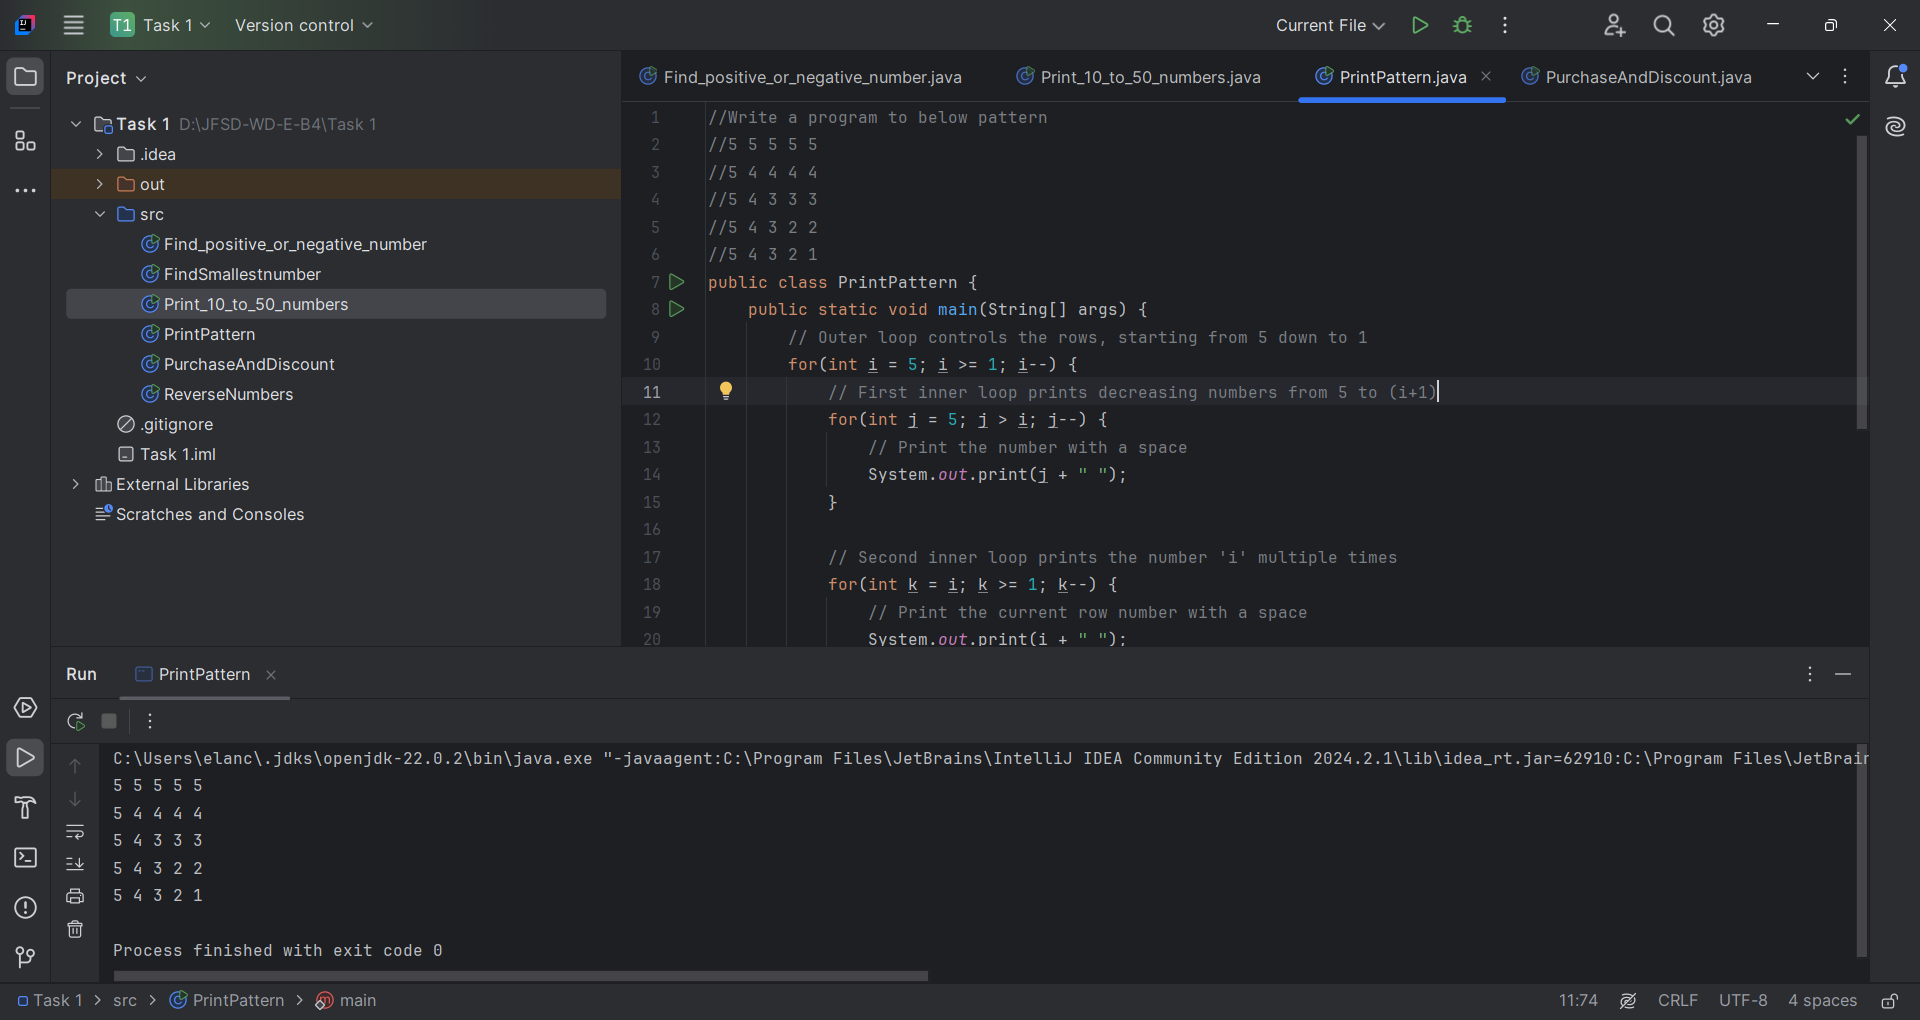 T1 Task 1 Version control Current File
Project
Task 1 D:\JFSD-WD-E-B4\Task 1
.idea
out
src
Find_positive_or_negative_number
FindSmallestnumber
Print_10_to_50_numbers
PrintPattern
PurchaseAndDiscount
ReverseNumbers
.gitignore
Task 1.iml
External Libraries
Scratches and Consoles
Find_positive_or_negative_number.java Print_10_to_50_numbers.java PrintPattern.java PurchaseAndDiscount.java
1 //Write a program to below pattern
2 //5 5 5 5 5
3 //5 4 4 4 4
4 //5 4 3 3 3
5 //5 4 3 2 2
6 //5 4 3 2 1
7 public class PrintPattern {
8 public static void main(String[] args) {
9 // Outer loop controls the rows, starting from 5 down to 1
10 for(int i = 5; i >= 1; i--) {
11 // First inner loop prints decreasing numbers from 5 to (i+1)
12 for(int j = 5; j > i; j--) {
13 // Print the number with a space
14 System.out.print(j + " ");
15 }
16
17 // Second inner loop prints the number 'i' multiple times
18 for(int k = i; k >= 1; k--) {
19 // Print the current row number with a space
20 System.out.print(i + " ");
Run PrintPattern
C:\Users\elanc\.jdks\openjdk-22.0.2\bin\java.exe "-javaagent:C:\Program Files\JetBrains\IntelliJ IDEA Community Edition 2024.2.1\lib\idea_rt.jar=62910:C:\Program Files\JetBrain
5 5 5 5 5
5 4 4 4 4
5 4 3 3 3
5 4 3 2 2
5 4 3 2 1
Process finished with exit code 0
Task 1 > src > PrintPattern > main 11:74 CRLF UTF-8 4 spaces